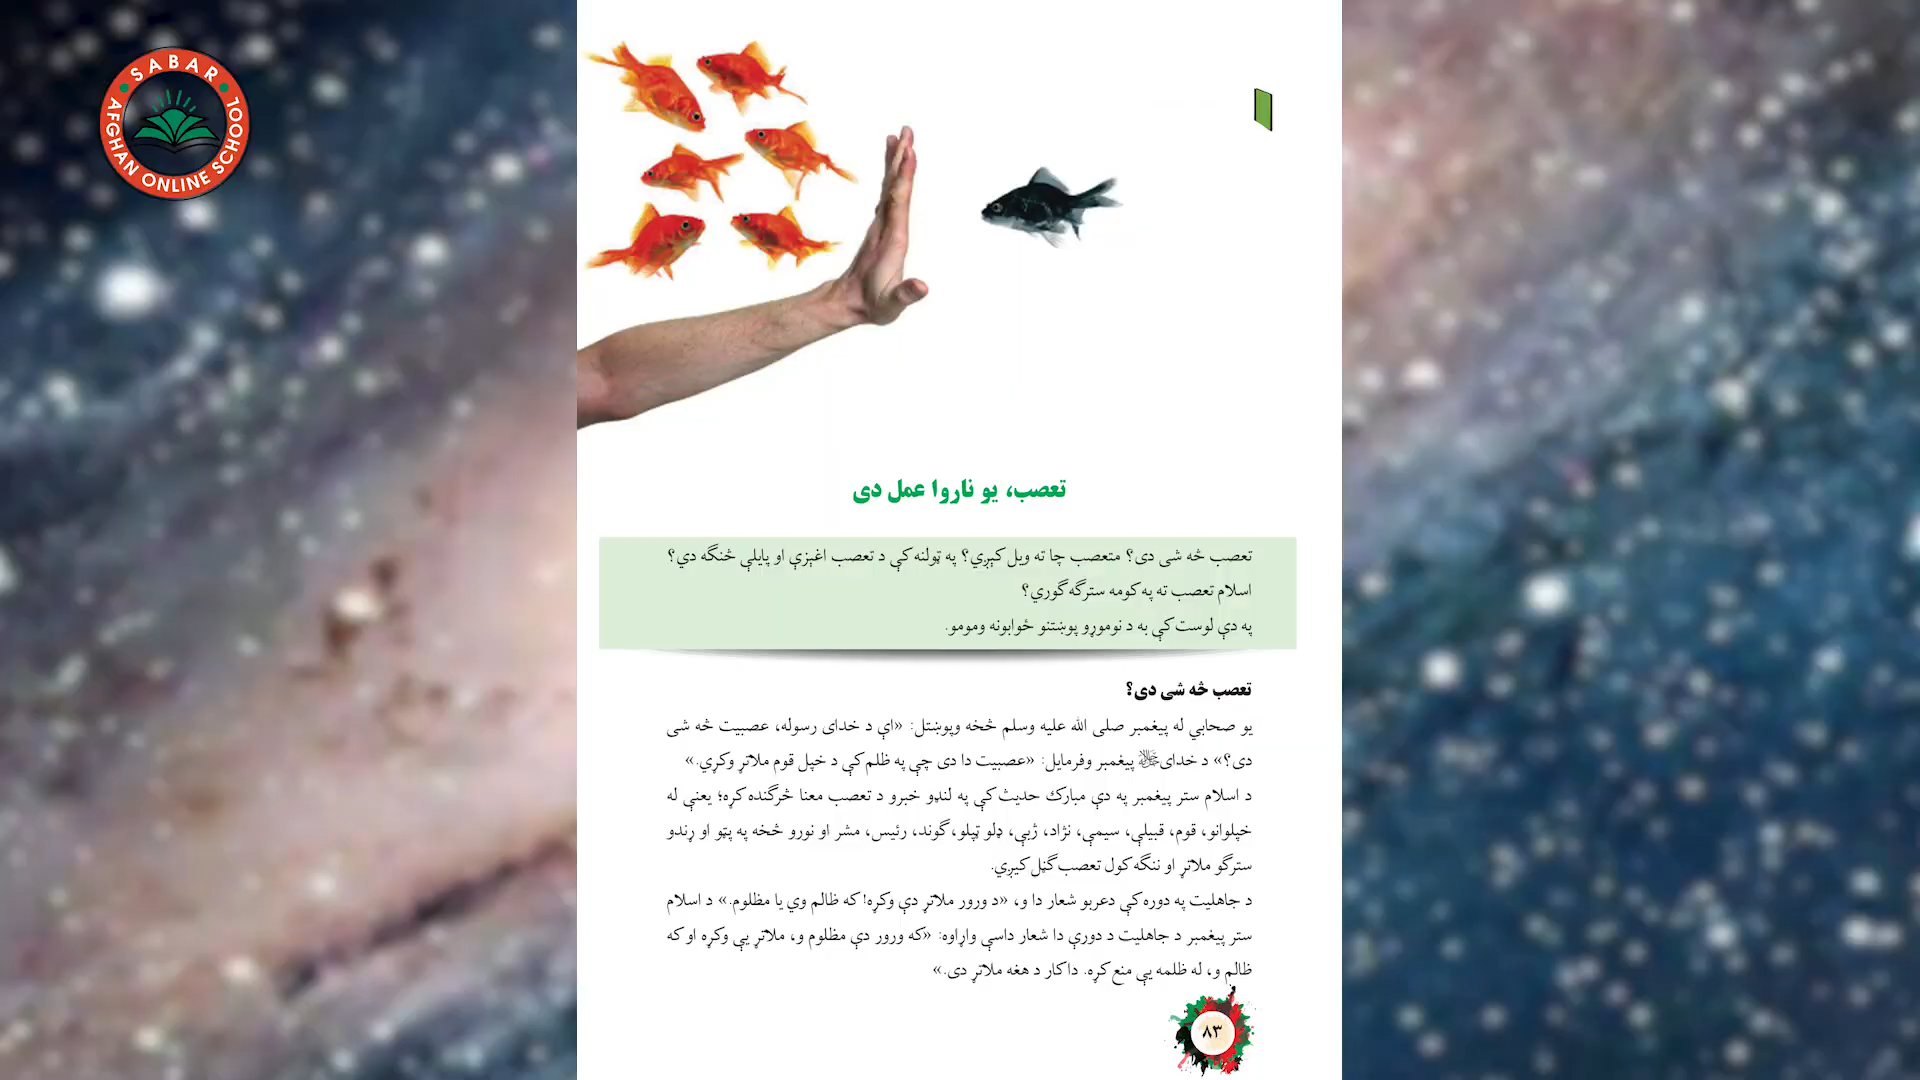 SABAR
AFGHAN ONLINE SCHOOL
تعصب، یو ناروا عمل دی
تعصب څه شی دی؟ متعصب چا ته ویل کېږي؟ په ټولنه کې د تعصب اغېزې او پایلې څنګه دي؟
اسلام تعصب ته په کومه سترګه ګوري؟
په دې لوست کې به د نوموړو پوښتنو ځوابونه ومومو.
تعصب څه شی دی؟
یو صحابي له پیغمبر صلی الله علیه وسلم څخه وپوښتل: «اې د خدای رسوله، عصبیت څه شی
دی؟» د خدای ﷻ پیغمبر وفرمایل: «عصبیت دا دی چې په ظلم کې د خپل قوم ملاتړ وکړي.»
د اسلام ستر پیغمبر په دې مبارك حدیث کې په لنډو خبرو د تعصب معنا څرګنده کړه؛ یعنې له
خپلوانو، قوم، قبیلې، سیمې، نژاد، ژبې، ډلو ټپلو، ګوند، رئیس، مشر او نورو څخه په پټو او ړندو
سترګو ملاتړ او ننګه کول تعصب ګڼل کیږي.
د جاهلیت په دوره کې دعربو شعار دا و، «د ورور ملاتړ دې وکړه! که ظالم وي یا مظلوم.» د اسلام
ستر پیغمبر د جاهلیت د دورې دا شعار داسې واړاوه: «که ورور دې مظلوم و، ملاتړ یې وکړه او که
ظالم و، له ظلمه یې منع کړه. دا کار د هغه ملاتړ دی.»
۸۳